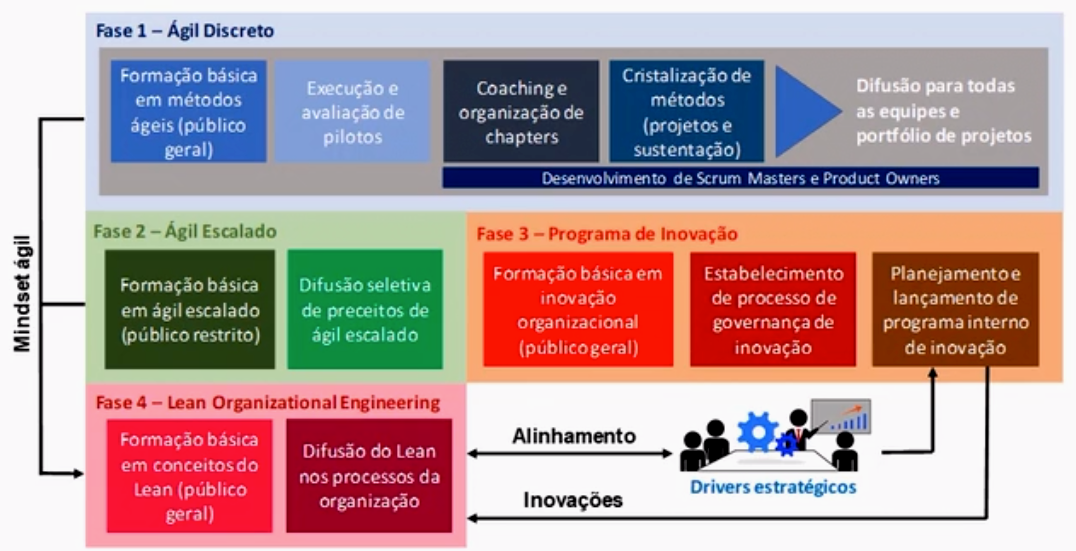 Fase 1 – Ágil Discreto
Formação básica
em métodos
ágeis (público
geral)
Execução e
avaliação de
pilotos
Coaching e
organização de
chapters
Cristalização de
métodos
(projetos e
sustentação)
Difusão para todas
as equipes e
portfólio de projetos
Desenvolvimento de Scrum Masters e Product Owners
Mindset ágil
Fase 2 – Ágil Escalado
Formação básica
em ágil escalado
(público restrito)
Difusão seletiva
de preceitos de
ágil escalado
Fase 3 – Programa de Inovação
Formação básica em
inovação
organizacional
(público geral)
Estabelecimento
de processo de
governança de
inovação
Planejamento e
lançamento de
programa interno
de inovação
Fase 4 – Lean Organizational Engineering
Formação básica
em conceitos do
Lean (público
geral)
Difusão do Lean
nos processos da
organização
Alinhamento
Drivers estratégicos
Inovações